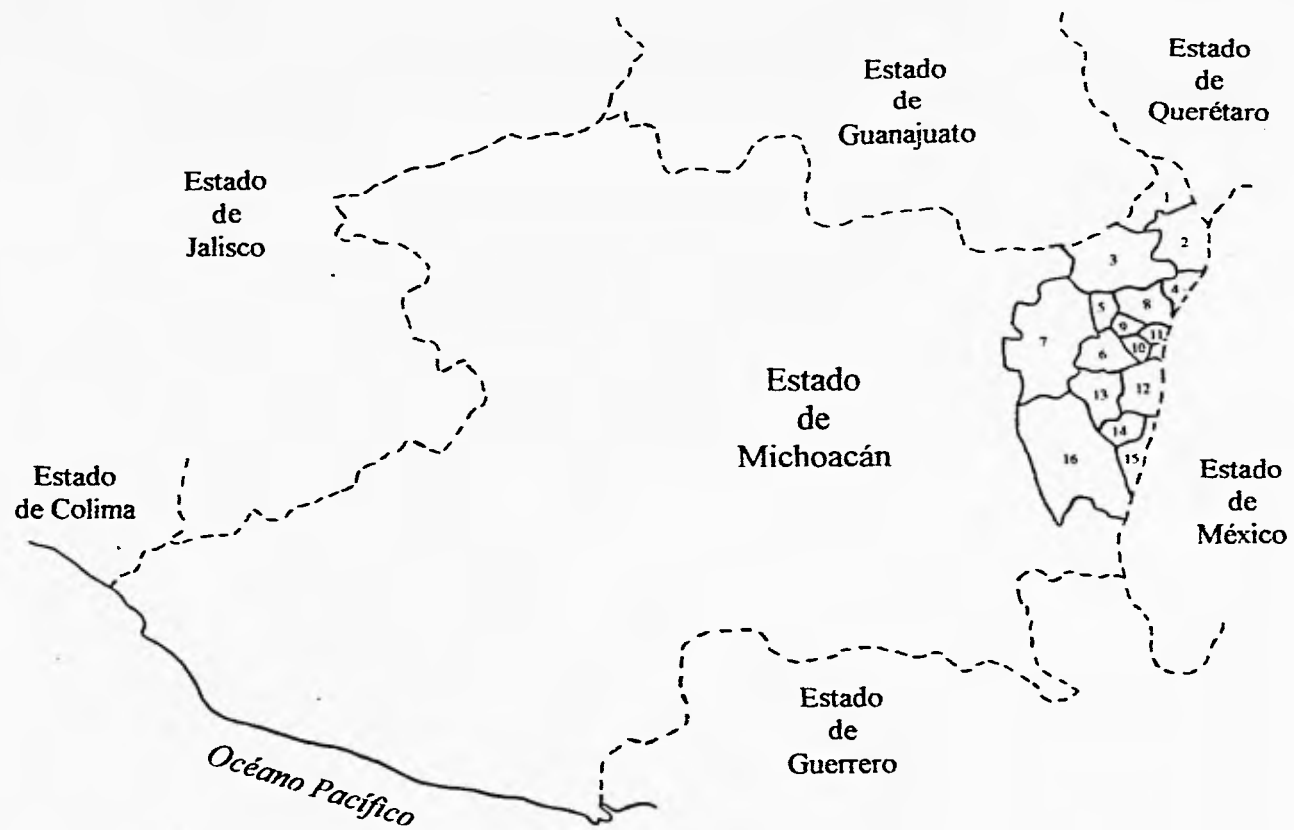 Estado
de
Guanajuato
Estado
de
Querétaro
Estado
de
Jalisco
1
2
3
4
5
8
9
11
7
6
10
12
13
14
15
16
Estado
de
Michoacán
Estado
de Colima
Estado
de
México
Estado
de
Guerrero
Océano Pacífico